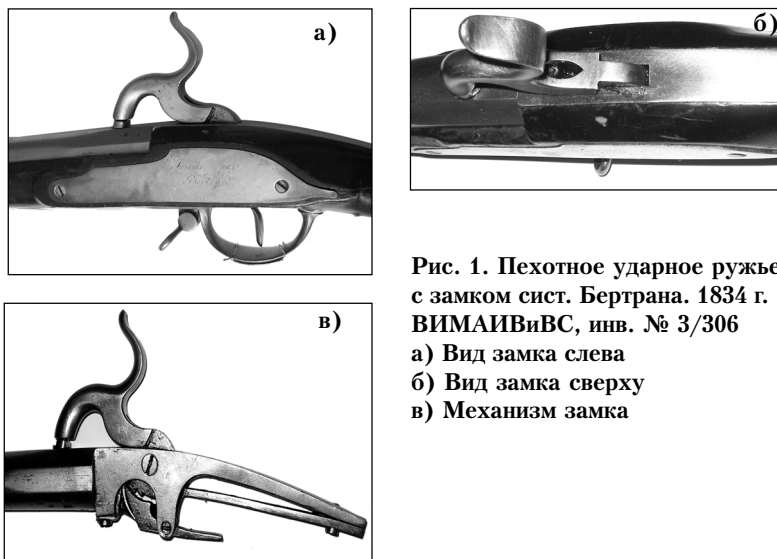 а)
б)
Рис. 1. Пехотное ударное ружье
с замком сист. Бертрана. 1834 г.
ВИМАИВиВС, инв. № 3/306
а) Вид замка слева
б) Вид замка сверху
в) Механизм замка
в)